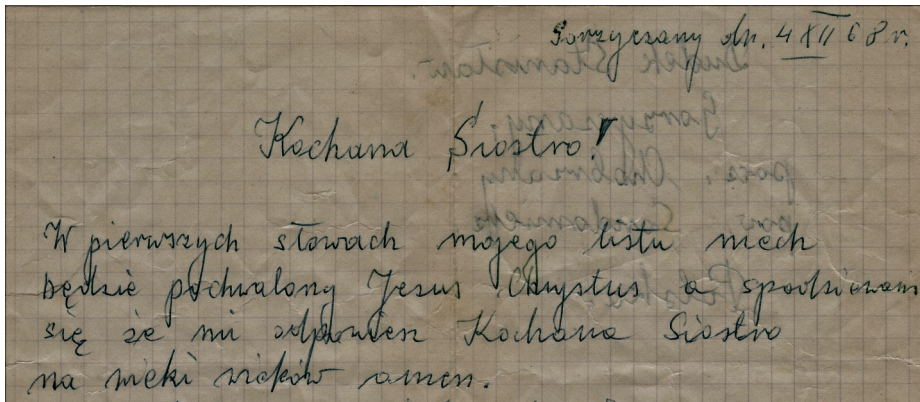 Gorzyczany dn. 4 XII 68 r.
Kochana Siostro!
W pierwszych słowach mojego listu niech
będzie pochwalony Jezus Chrystus a spodziewam
się że mi odpowiesz Kochana Siostro
na wieki wieków amen.